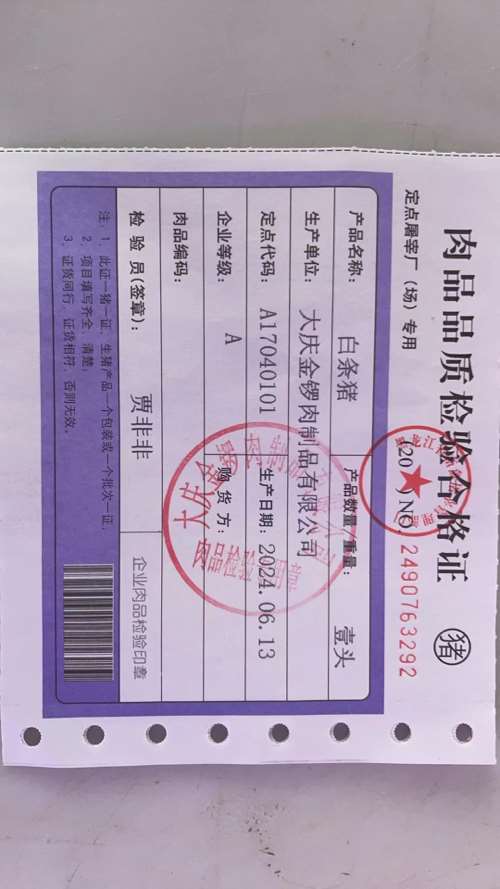 肉品品质检验合格证 猪
定点屠宰厂（场）专用 (20 ) NO. 2490763292
产品名称： 白条猪 产品数量/重量： 壹头
生产单位： 大庆金锣肉制品有限公司
定点代码： A17040101 生产日期： 2024.06.13
企业等级： A 购货方：
肉品编码：
检验员(签章)： 贾非非 企业肉品检验印章
注：1、此证一猪一证，生猪产品一个包装或一个批次一证。
2、项目填写齐全、清楚。
3、证货同行，证货相符，否则无效。